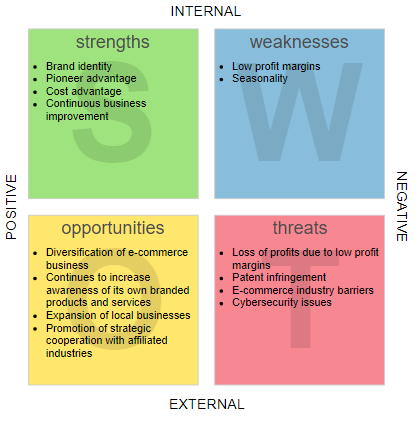 INTERNAL
strengths
• Brand identity
• Pioneer advantage
• Cost advantage
• Continuous business
improvement
S
weaknesses
• Low profit margins
• Seasonality
W
POSITIVE
NEGATIVE
opportunities
• Diversification of e-commerce
business
• Continues to increase
awareness of its own branded
products and services
• Expansion of local businesses
• Promotion of strategic
cooperation with affiliated
industries
O
threats
• Loss of profits due to low profit
margins
• Patent infringement
• E-commerce industry barriers
• Cybersecurity issues
T
EXTERNAL